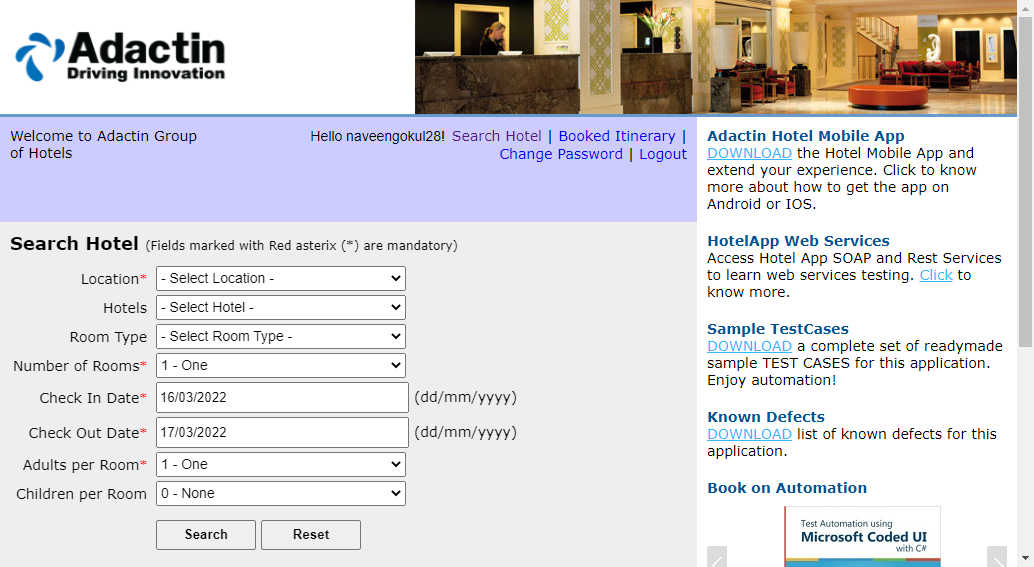 Adactin
Driving Innovation
Welcome to Adactin Group
of Hotels
Hello naveengokul28! Search Hotel | Booked Itinerary |
Change Password | Logout
Search Hotel (Fields marked with Red asterix (*) are mandatory)
Location* - Select Location -
Hotels - Select Hotel -
Room Type - Select Room Type -
Number of Rooms* 1 - One
Check In Date* 16/03/2022 (dd/mm/yyyy)
Check Out Date* 17/03/2022 (dd/mm/yyyy)
Adults per Room* 1 - One
Children per Room 0 - None
Search Reset
Adactin Hotel Mobile App
DOWNLOAD the Hotel Mobile App and
extend your experience. Click to know
more about how to get the app on
Android or IOS.
HotelApp Web Services
Access Hotel App SOAP and Rest Services
to learn web services testing. Click to
know more.
Sample TestCases
DOWNLOAD a complete set of readymade
sample TEST CASES for this application.
Enjoy automation!
Known Defects
DOWNLOAD list of known defects for this
application.
Book on Automation
Test Automation using
Microsoft Coded UI
with C#